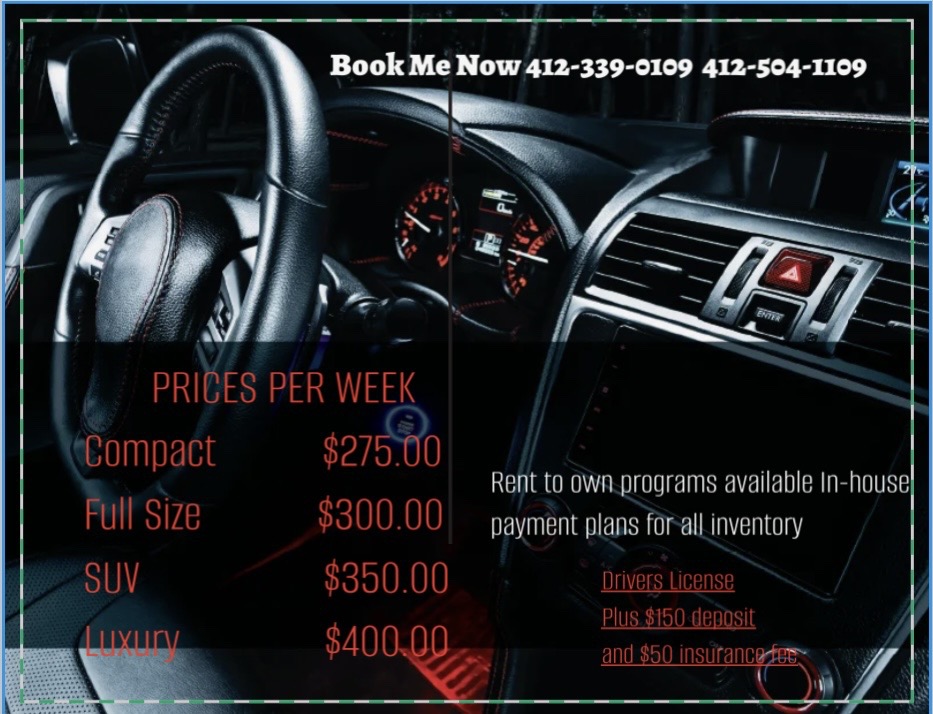 Book Me Now 412-339-0109 412-504-1109
ENTER
PRICES PER WEEK
Compact $275.00
Full Size $300.00
SUV $350.00
Luxury $400.00
Rent to own programs available In-house
payment plans for all inventory
Drivers License
Plus $150 deposit
and $50 insurance fee